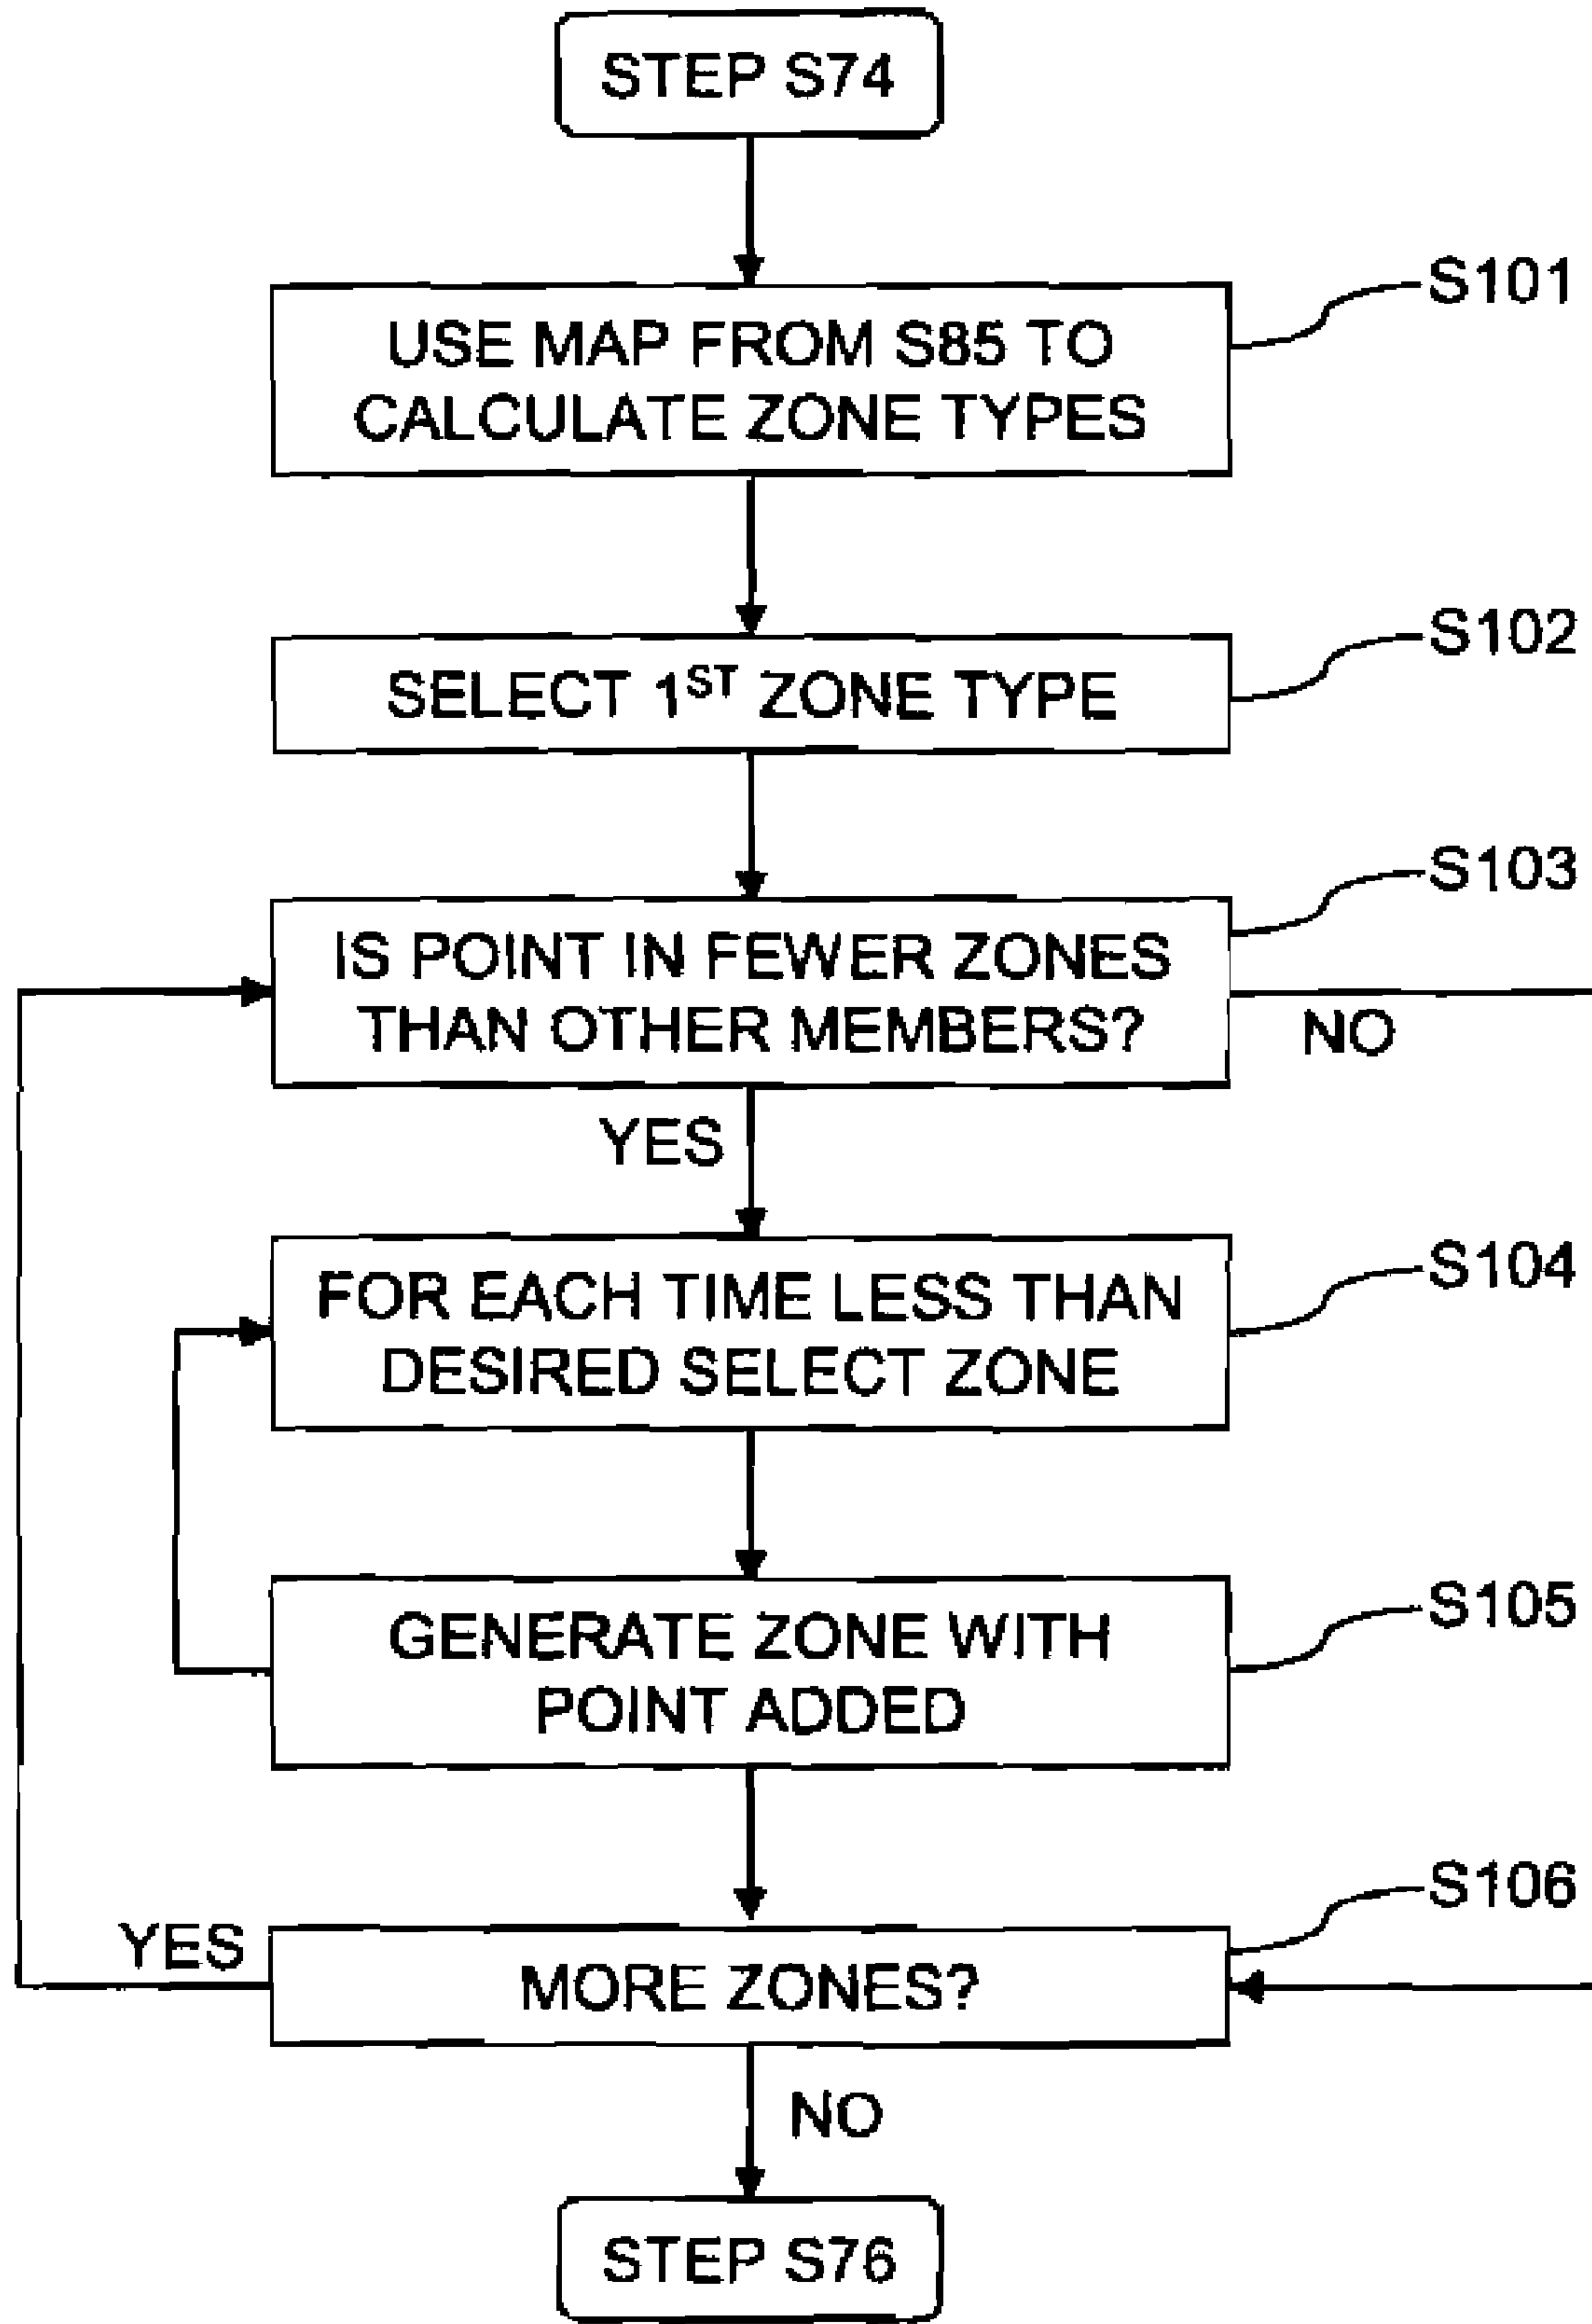 STEP S74
S101
USE MAP FROM S85 TO
CALCULATE ZONE TYPES
S102
SELECT 1ST ZONE TYPE
S103
IS POINT IN FEWER ZONES
THAN OTHER MEMBERS?
NO
YES
S104
FOR EACH TIME LESS THAN
DESIRED SELECT ZONE
S105
GENERATE ZONE WITH
POINT ADDED
S106
YES
MORE ZONES?
NO
STEP S76